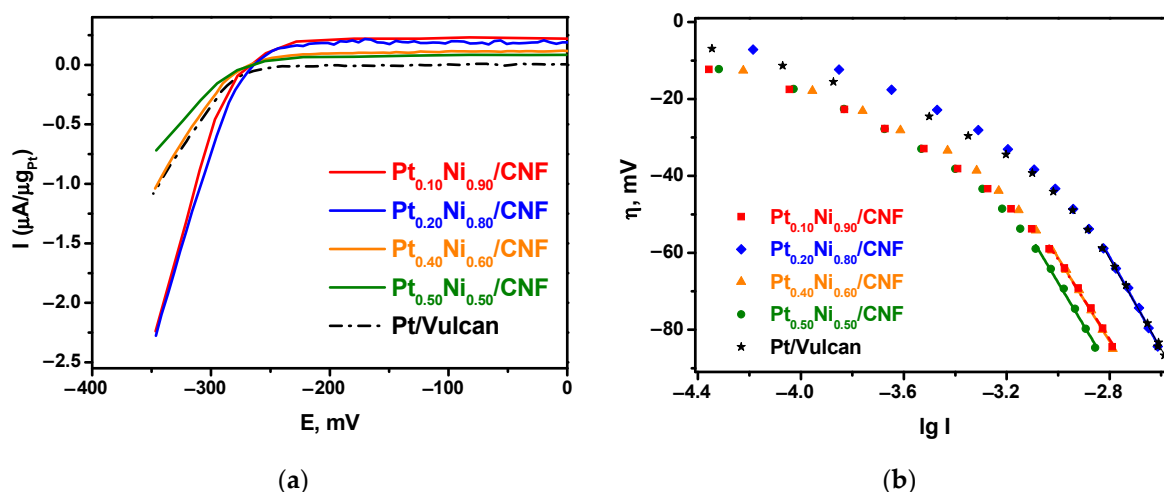 0.0
−0.5
−1.0
−1.5
−2.0
−2.5
I (μA/μg_Pt)
Pt0.10Ni0.90/CNF
Pt0.20Ni0.80/CNF
Pt0.40Ni0.60/CNF
Pt0.50Ni0.50/CNF
Pt/Vulcan
−400
−300
−200
−100
0
E, mV
(a)
0
−20
−40
−60
−80
η, mV
Pt0.10Ni0.90/CNF
Pt0.20Ni0.80/CNF
Pt0.40Ni0.60/CNF
Pt0.50Ni0.50/CNF
Pt/Vulcan
−4.4
−4.0
−3.6
−3.2
−2.8
lg I
(b)